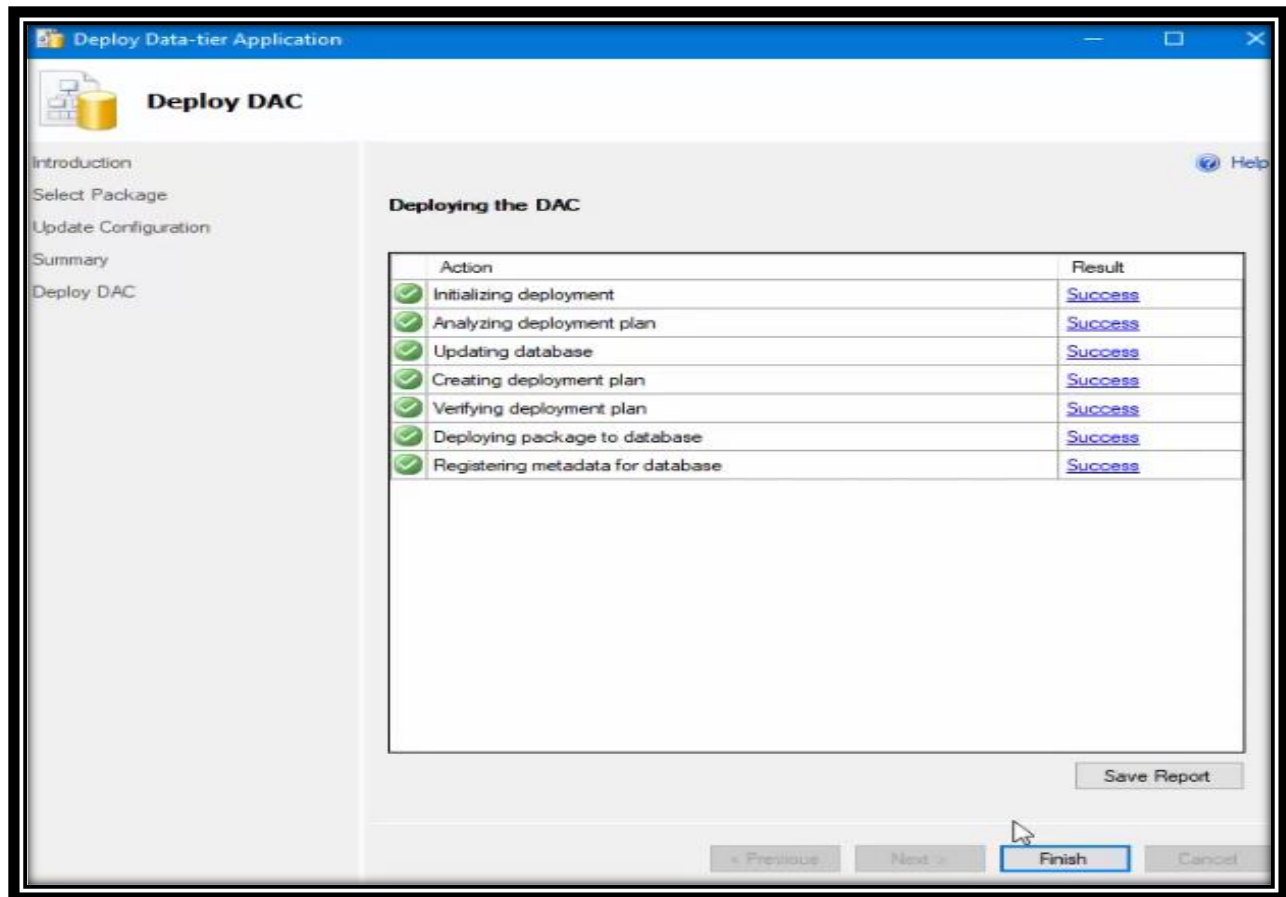 Deploy Data-tier Application
Deploy DAC
Introduction
Select Package
Update Configuration
Summary
Deploy DAC
Help
Deploying the DAC
Action Result
Initializing deployment Success
Analyzing deployment plan Success
Updating database Success
Creating deployment plan Success
Verifying deployment plan Success
Deploying package to database Success
Registering metadata for database Success
Save Report
< Previous Next > Finish Cancel